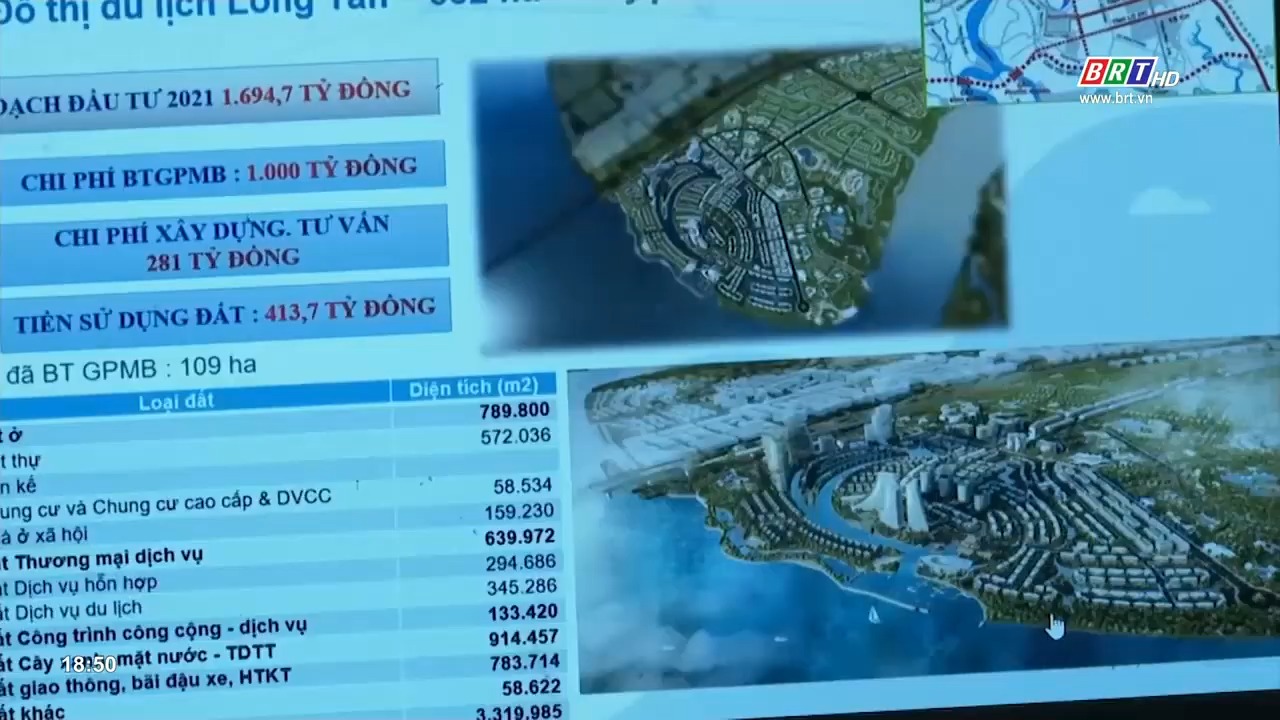 Đô thị du lịch Long Tân
BRT HD
www.brt.vn
ĐẦU TƯ 2021 1.694,7 TỶ ĐỒNG
CHI PHÍ BTGPMB : 1.000 TỶ ĐỒNG
CHI PHÍ XÂY DỰNG. TƯ VẤN
281 TỶ ĐỒNG
TIỀN SỬ DỤNG ĐẤT : 413,7 TỶ ĐỒNG
đã BT GPMB : 109 ha
Loại đất Diện tích (m2)
789.800
ở 572.036
thự
kế 58.534
cư và Chung cư cao cấp & DVCC 159.230
ở xã hội 639.972
Thương mại dịch vụ 294.686
Dịch vụ hỗn hợp 345.286
Dịch vụ du lịch 133.420
Công trình công cộng - dịch vụ 914.457
Cây mặt nước - TDTT 783.714
giao thông, bãi đậu xe, HTKT 58.622
khác 3.319.985
18:50